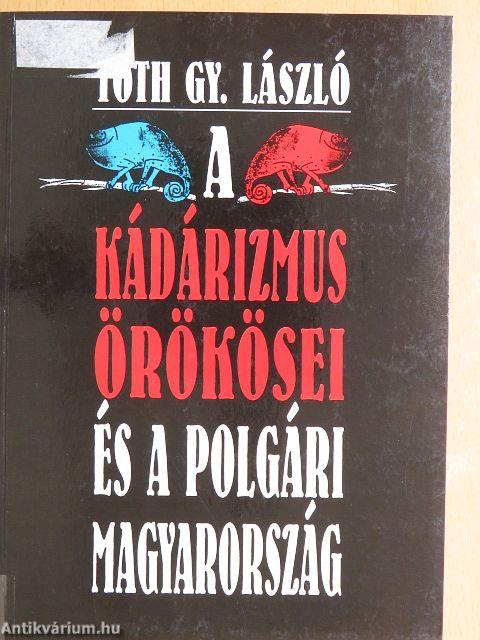 TÓTH GY. LÁSZLÓ
A
KÁDÁRIZMUS
ÖRÖKÖSEI
ÉS A POLGÁRI
MAGYARORSZÁG
Antikvárium.hu